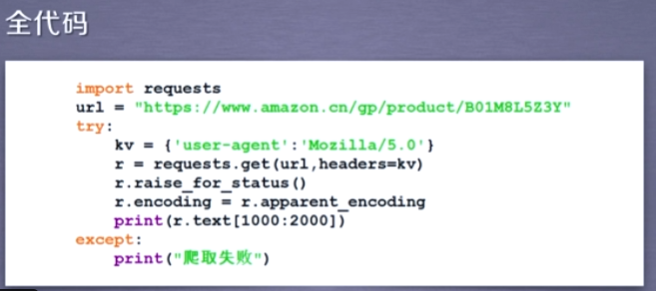 全代码
import requests
url = "https://www.amazon.cn/gp/product/B01M8L5Z3Y"
try:
    kv = {'user-agent':'Mozilla/5.0'}
    r = requests.get(url,headers=kv)
    r.raise_for_status()
    r.encoding = r.apparent_encoding
    print(r.text[1000:2000])
except:
    print("爬取失败")